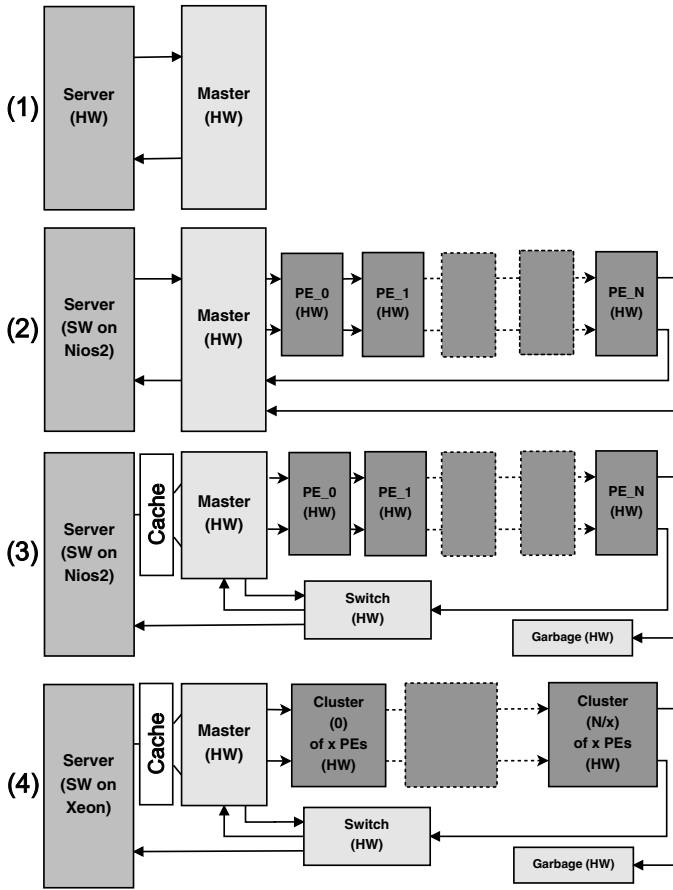 (1)
Server
(HW)
Master
(HW)
(2)
Server
(SW on
Nios2)
Master
(HW)
PE_0
(HW)
PE_1
(HW)
PE_N
(HW)
(3)
Server
(SW on
Nios2)
Cache
Master
(HW)
PE_0
(HW)
PE_1
(HW)
PE_N
(HW)
Switch
(HW)
Garbage (HW)
(4)
Server
(SW on
Xeon)
Cache
Master
(HW)
Cluster
(0)
of x PEs
(HW)
Cluster
(N/x)
of x PEs
(HW)
Switch
(HW)
Garbage (HW)